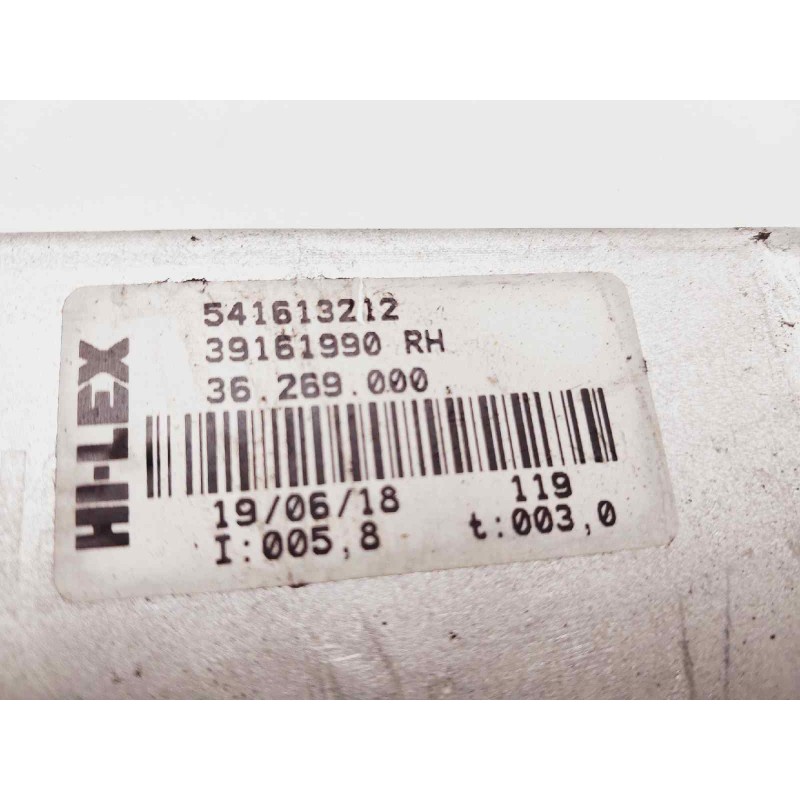 HI-LEX
541613212
39161990 RH
36.269.000
19/06/18 119
I:005,8 t:003,0